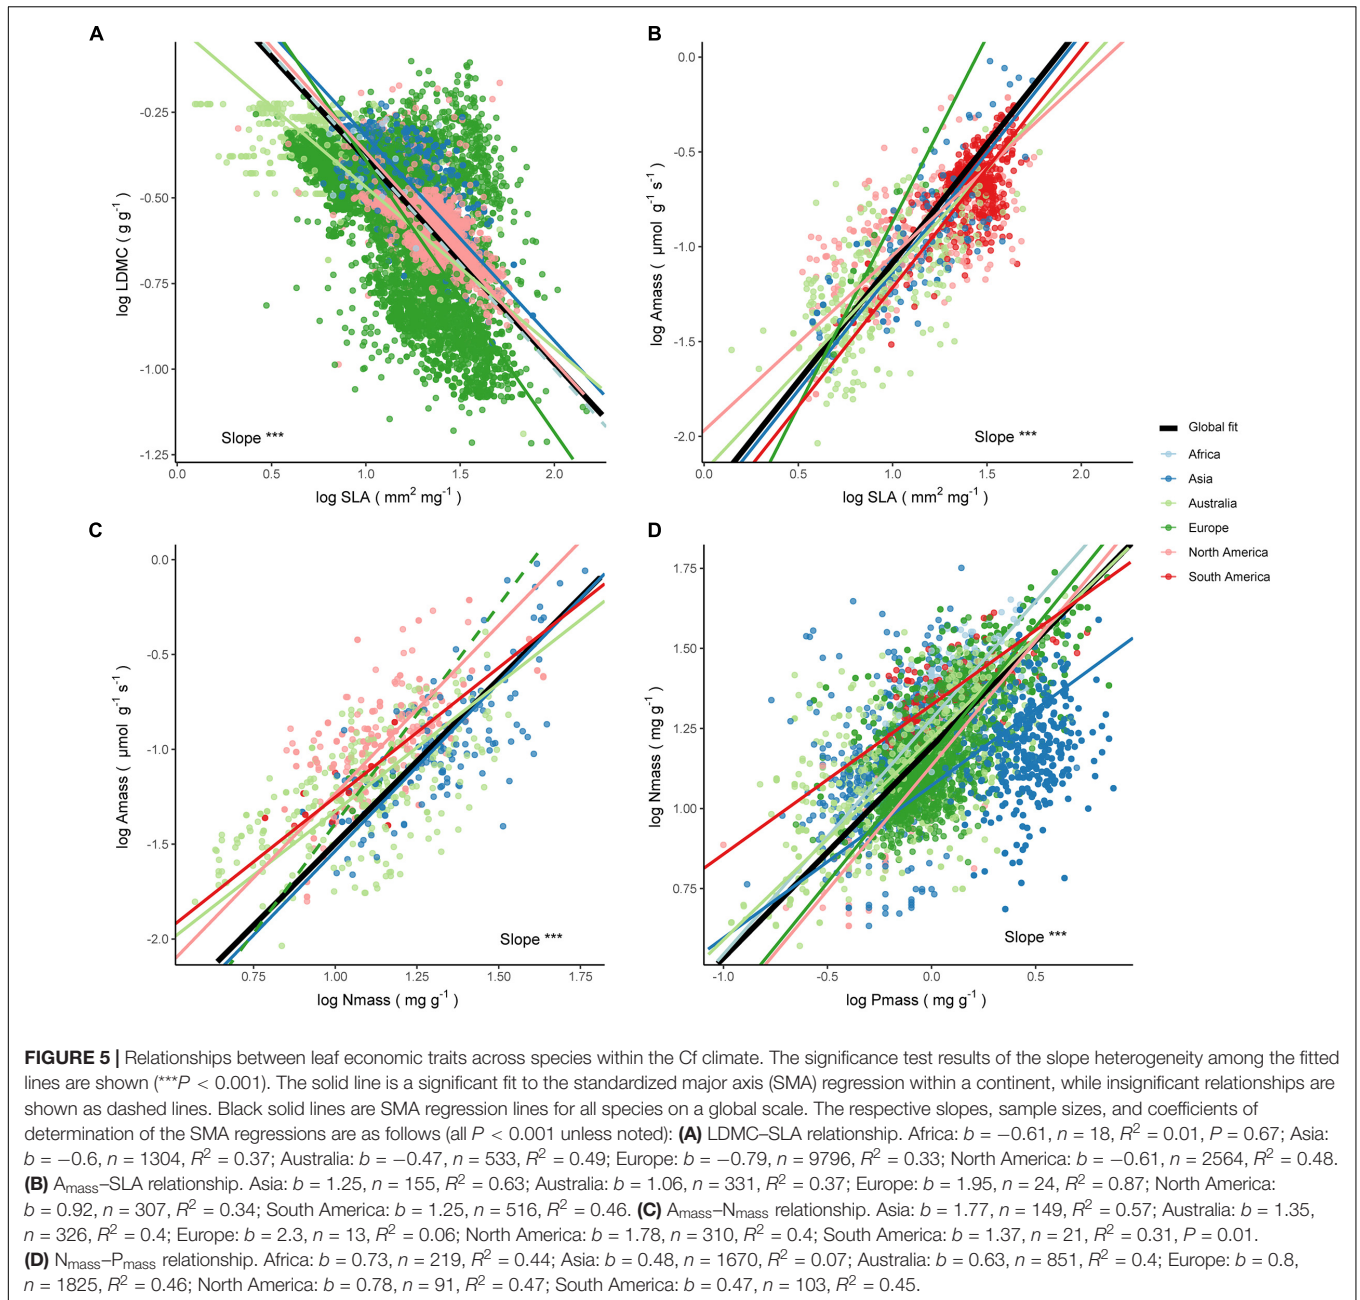 A
-0.25
-0.50
-0.75
-1.00
-1.25
log LDMC ( g g⁻¹ )
Slope ***
0.0 0.5 1.0 1.5 2.0
log SLA ( mm² mg⁻¹ )
B
0.0
-0.5
-1.0
-1.5
-2.0
log Amass ( μmol g⁻¹ s⁻¹ )
Slope ***
0.0 0.5 1.0 1.5 2.0
log SLA ( mm² mg⁻¹ )
Global fit
Africa
Asia
Australia
Europe
North America
South America
C
0.0
-0.5
-1.0
-1.5
-2.0
log Amass ( μmol g⁻¹ s⁻¹ )
Slope ***
0.75 1.00 1.25 1.50 1.75
log Nmass ( mg g⁻¹ )
D
1.75
1.50
1.25
1.00
0.75
log Nmass ( mg g⁻¹ )
Slope ***
-1.0 -0.5 0.0 0.5
log Pmass ( mg g⁻¹ )
FIGURE 5 | Relationships between leaf economic traits across species within the Cf climate. The significance test results of the slope heterogeneity among the fitted
lines are shown (***P < 0.001). The solid line is a significant fit to the standardized major axis (SMA) regression within a continent, while insignificant relationships are
shown as dashed lines. Black solid lines are SMA regression lines for all species on a global scale. The respective slopes, sample sizes, and coefficients of
determination of the SMA regressions are as follows (all P < 0.001 unless noted): (A) LDMC–SLA relationship. Africa: b = −0.61, n = 18, R² = 0.01, P = 0.67; Asia:
b = −0.6, n = 1304, R² = 0.37; Australia: b = −0.47, n = 533, R² = 0.49; Europe: b = −0.79, n = 9796, R² = 0.33; North America: b = −0.61, n = 2564, R² = 0.48.
(B) Amass–SLA relationship. Asia: b = 1.25, n = 155, R² = 0.63; Australia: b = 1.06, n = 331, R² = 0.37; Europe: b = 1.95, n = 24, R² = 0.87; North America:
b = 0.92, n = 307, R² = 0.34; South America: b = 1.25, n = 516, R² = 0.46. (C) Amass–Nmass relationship. Asia: b = 1.77, n = 149, R² = 0.57; Australia: b = 1.35,
n = 326, R² = 0.4; Europe: b = 2.3, n = 13, R² = 0.06; North America: b = 1.78, n = 310, R² = 0.4; South America: b = 1.37, n = 21, R² = 0.31, P = 0.01.
(D) Nmass–Pmass relationship. Africa: b = 0.73, n = 219, R² = 0.44; Asia: b = 0.48, n = 1670, R² = 0.07; Australia: b = 0.63, n = 851, R² = 0.4; Europe: b = 0.8,
n = 1825, R² = 0.46; North America: b = 0.78, n = 91, R² = 0.47; South America: b = 0.47, n = 103, R² = 0.45.